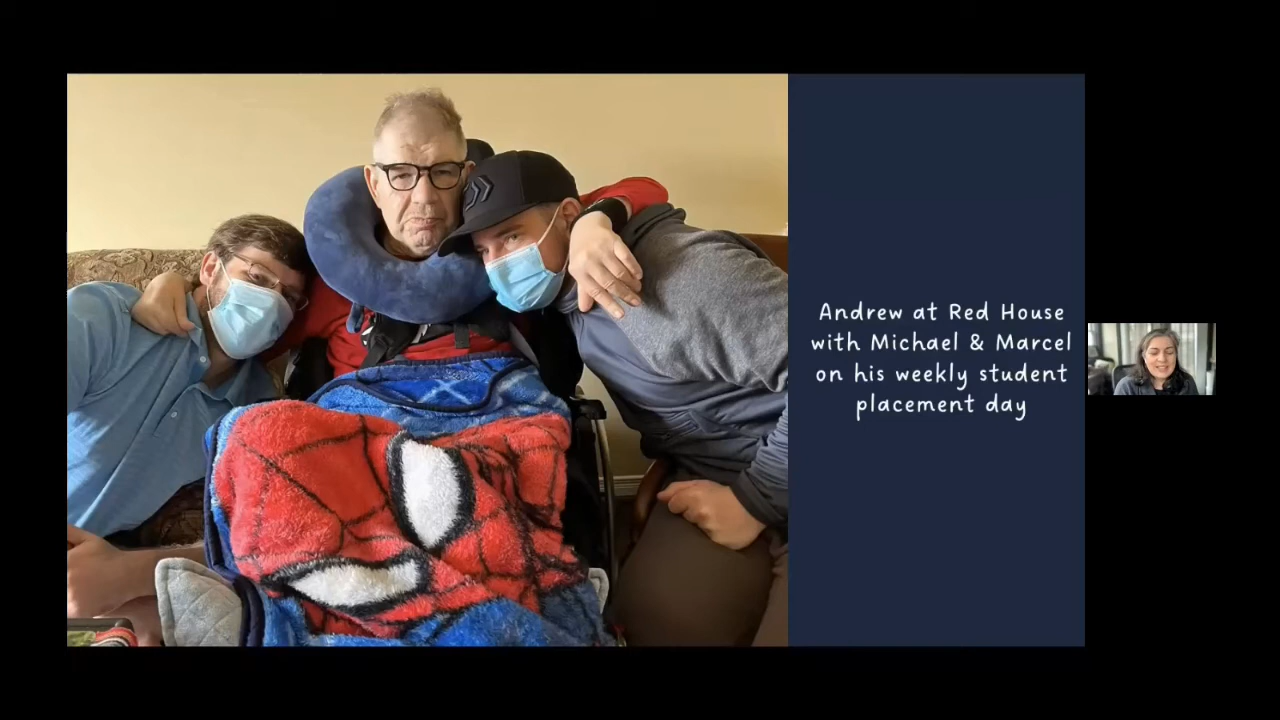 Andrew at Red House
with Michael & Marcel
on his weekly student
placement day